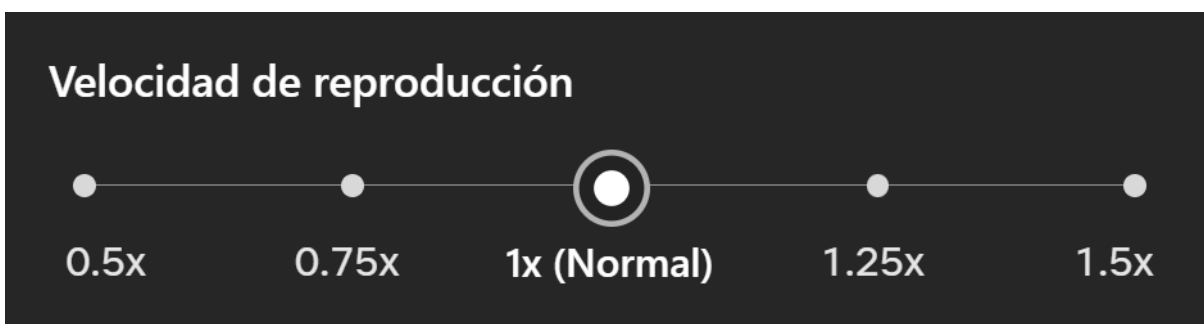 Velocidad de reproducción
0.5x 0.75x 1x (Normal) 1.25x 1.5x